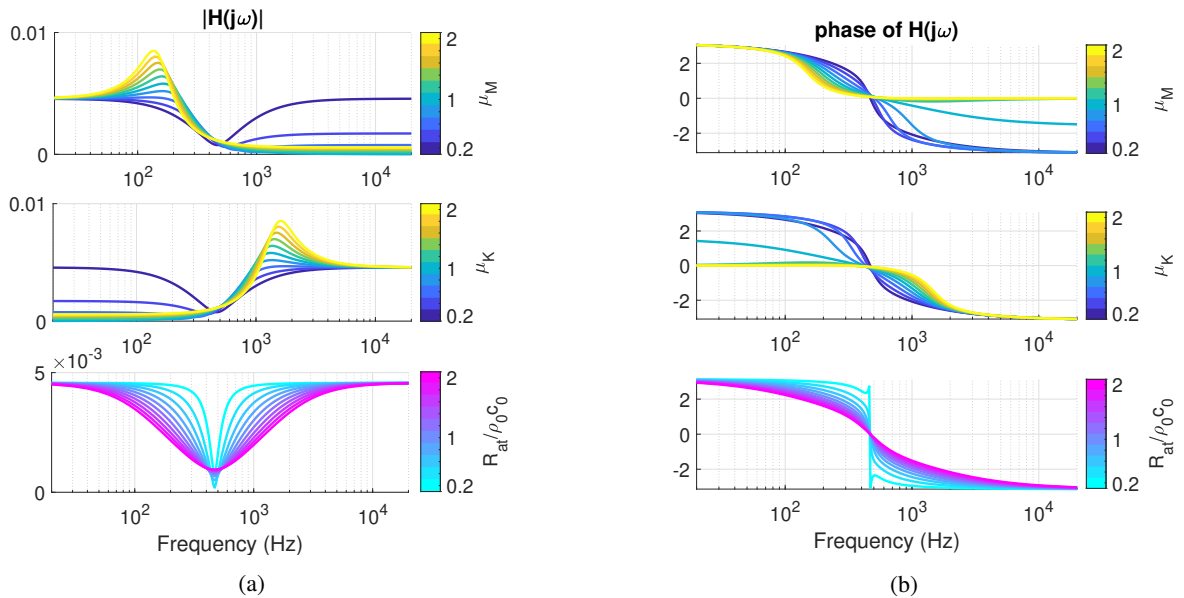 |H(jω)|
0.01
0
10² 10³ 10⁴
2
1
0.2
μ_M
0.01
0
10² 10³ 10⁴
2
1
0.2
μ_K
× 10⁻³
5
0
10² 10³ 10⁴
2
1
0.2
R_at/ρ₀c₀
Frequency (Hz)
(a)
phase of H(jω)
2
0
-2
10² 10³ 10⁴
2
1
0.2
μ_M
2
0
-2
10² 10³ 10⁴
2
1
0.2
μ_K
2
0
-2
10² 10³ 10⁴
2
1
0.2
R_at/ρ₀c₀
Frequency (Hz)
(b)